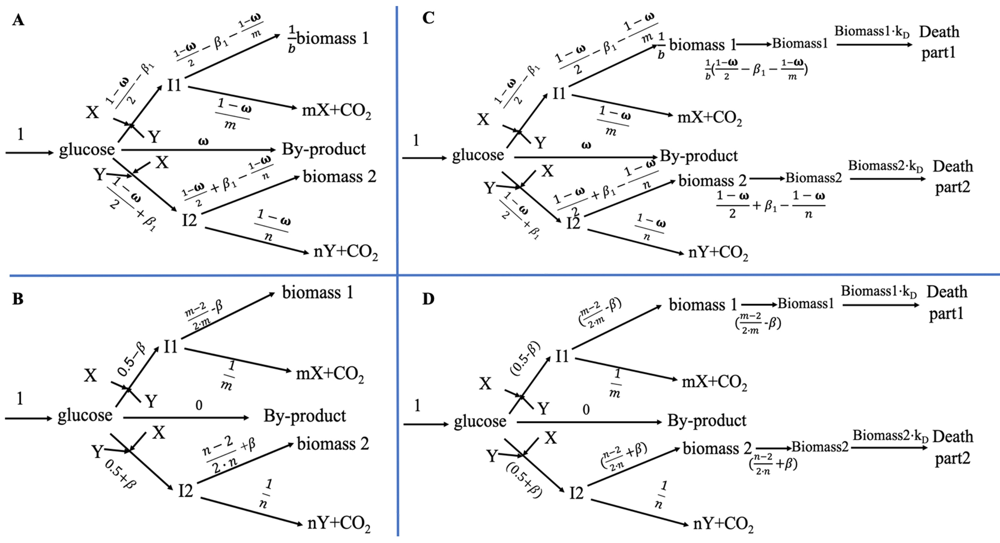 A
1
glucose
X
Y
(1−ω)/2 − β₁
I1
(1−ω)/2 − β₁ − (1−ω)/m
1/b biomass 1
(1−ω)/m
mX+CO₂
ω
By-product
X
Y
(1−ω)/2 + β₁
I2
(1−ω)/2 + β₁ − (1−ω)/n
biomass 2
(1−ω)/n
nY+CO₂
C
1
glucose
X
Y
(1−ω)/2 − β₁
I1
(1−ω)/2 − β₁ − (1−ω)/m
1/b biomass 1
Biomass1
1/b((1−ω)/2 − β₁ − (1−ω)/m)
Biomass1·k_D
Death
part1
(1−ω)/m
mX+CO₂
ω
By-product
X
Y
(1−ω)/2 + β₁
I2
(1−ω)/2 + β₁ − (1−ω)/n
biomass 2
Biomass2
(1−ω)/2 + β₁ − (1−ω)/n
Biomass2·k_D
Death
part2
(1−ω)/n
nY+CO₂
B
1
glucose
X
Y
0.5−β
I1
(m−2)/(2·m) -β
biomass 1
1/m
mX+CO₂
0
By-product
X
Y
0.5+β
I2
(n−2)/(2·n) +β
biomass 2
1/n
nY+CO₂
D
1
glucose
X
Y
(0.5-β)
I1
((m−2)/(2·m) -β)
biomass 1
Biomass1
((m−2)/(2·m) -β)
Biomass1·k_D
Death
part1
1/m
mX+CO₂
0
By-product
X
Y
(0.5+β)
I2
((n−2)/(2·n) +β)
biomass 2
Biomass2
((n−2)/(2·n) +β)
Biomass2·k_D
Death
part2
1/n
nY+CO₂